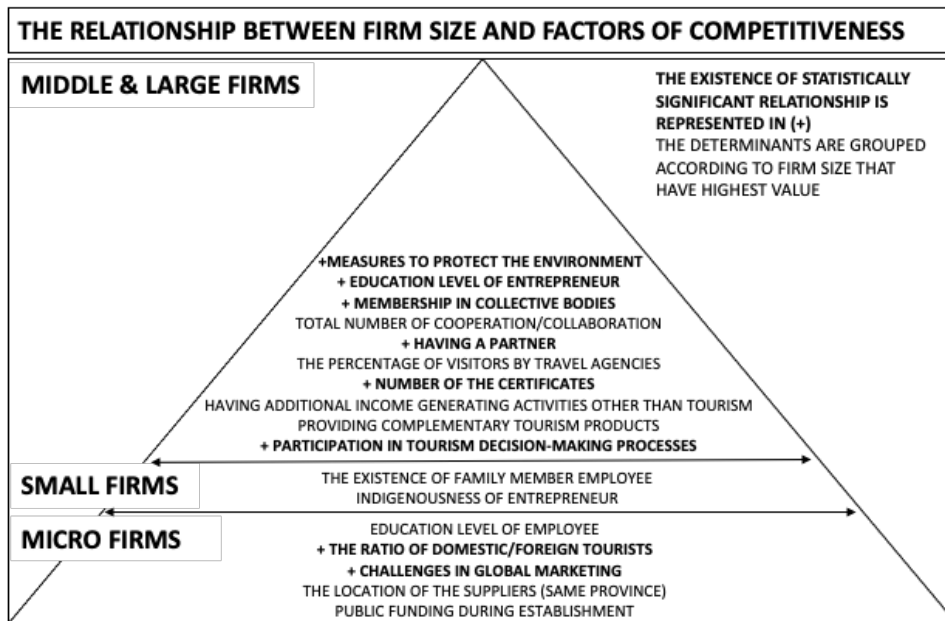 THE RELATIONSHIP BETWEEN FIRM SIZE AND FACTORS OF COMPETITIVENESS
MIDDLE & LARGE FIRMS
THE EXISTENCE OF STATISTICALLY
SIGNIFICANT RELATIONSHIP IS
REPRESENTED IN (+)
THE DETERMINANTS ARE GROUPED
ACCORDING TO FIRM SIZE THAT
HAVE HIGHEST VALUE
+MEASURES TO PROTECT THE ENVIRONMENT
+ EDUCATION LEVEL OF ENTREPRENEUR
+ MEMBERSHIP IN COLLECTIVE BODIES
TOTAL NUMBER OF COOPERATION/COLLABORATION
+ HAVING A PARTNER
THE PERCENTAGE OF VISITORS BY TRAVEL AGENCIES
+ NUMBER OF THE CERTIFICATES
HAVING ADDITIONAL INCOME GENERATING ACTIVITIES OTHER THAN TOURISM
PROVIDING COMPLEMENTARY TOURISM PRODUCTS
+ PARTICIPATION IN TOURISM DECISION-MAKING PROCESSES
SMALL FIRMS
THE EXISTENCE OF FAMILY MEMBER EMPLOYEE
INDIGENOUSNESS OF ENTREPRENEUR
MICRO FIRMS
EDUCATION LEVEL OF EMPLOYEE
+ THE RATIO OF DOMESTIC/FOREIGN TOURISTS
+ CHALLENGES IN GLOBAL MARKETING
THE LOCATION OF THE SUPPLIERS (SAME PROVINCE)
PUBLIC FUNDING DURING ESTABLISHMENT